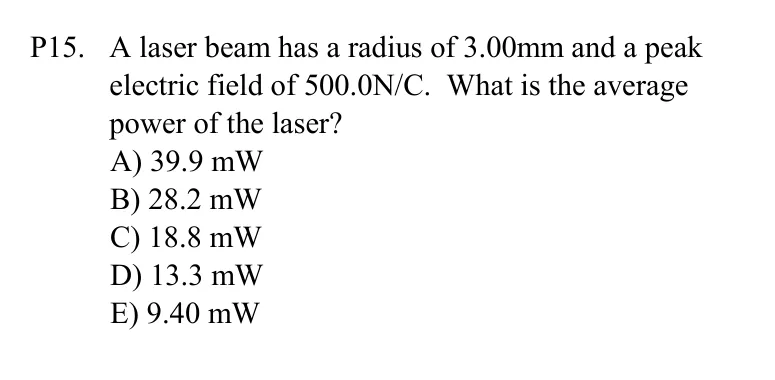 P15. A laser beam has a radius of 3.00mm and a peak
electric field of 500.0N/C. What is the average
power of the laser?
A) 39.9 mW
B) 28.2 mW
C) 18.8 mW
D) 13.3 mW
E) 9.40 mW